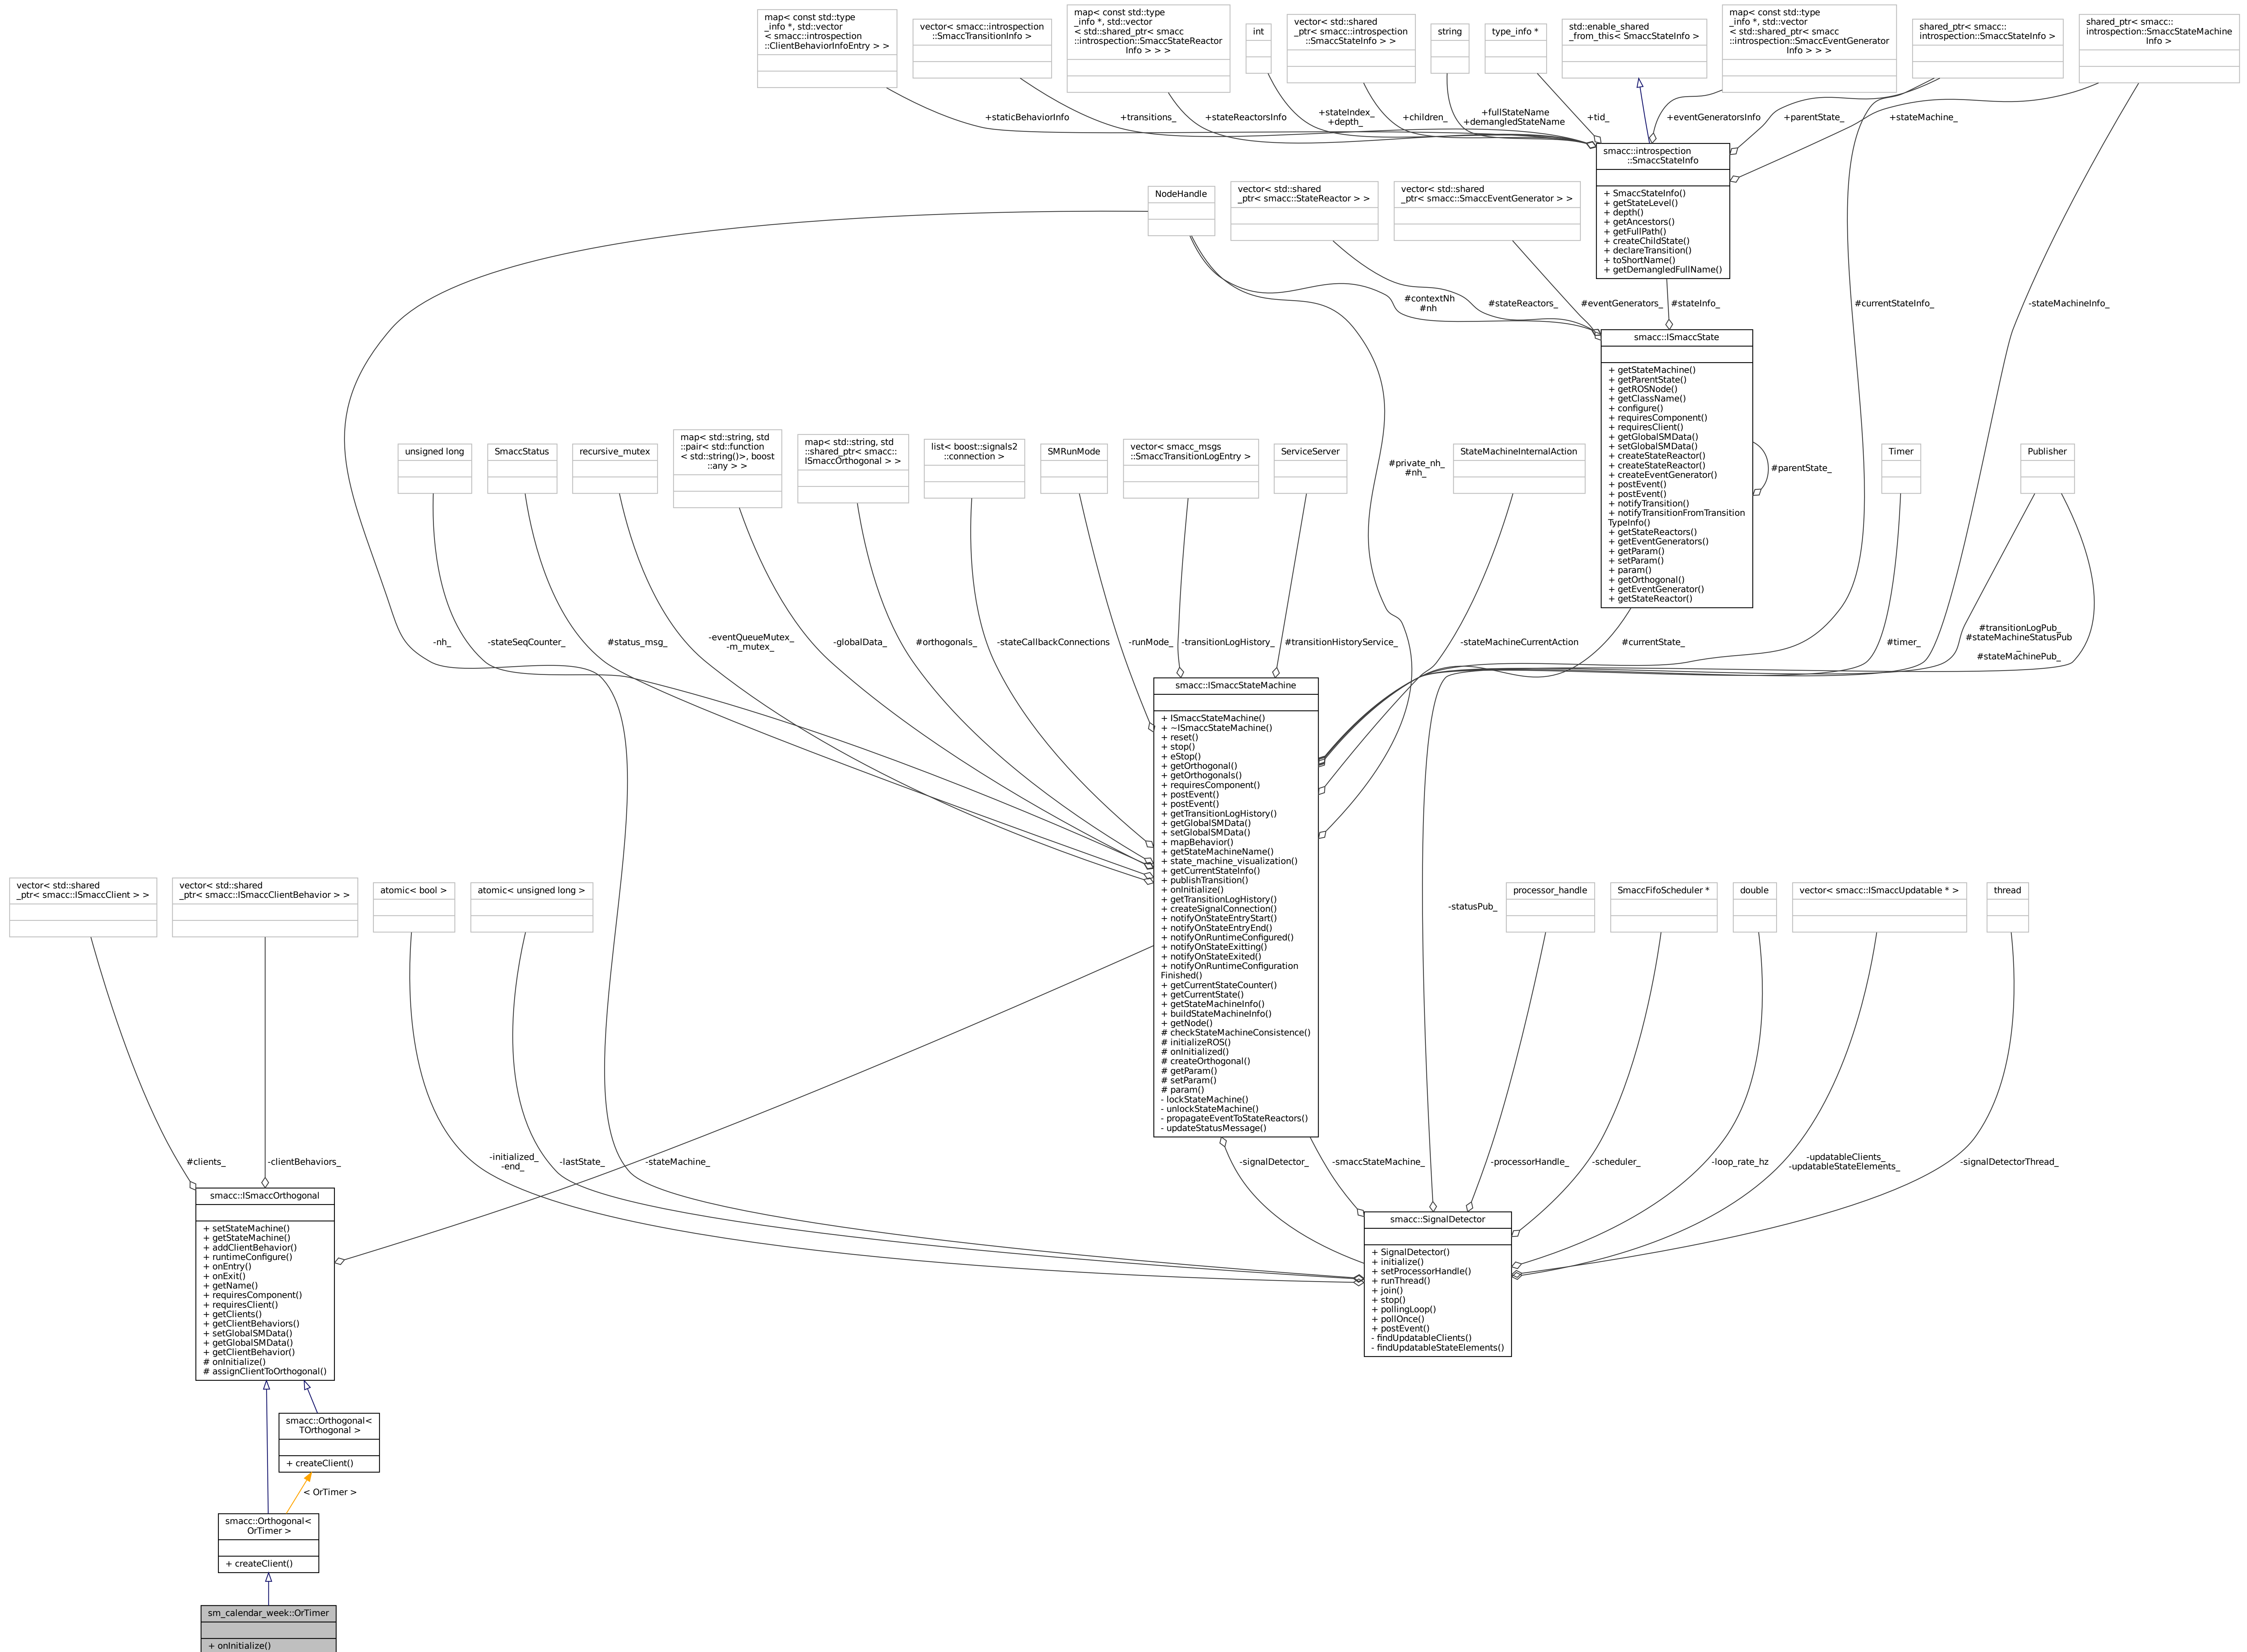 map< const std::type
_info *, std::vector
< smacc::introspection
::ClientBehaviorInfoEntry > >
vector< smacc::introspection
::SmaccTransitionInfo >
map< const std::type
_info *, std::vector
< std::shared_ptr< smacc
::introspection::SmaccStateReactor
Info > > >
int
vector< std::shared
_ptr< smacc::introspection
::SmaccStateInfo > >
string
type_info *
std::enable_shared
_from_this< SmaccStateInfo >
map< const std::type
_info *, std::vector
< std::shared_ptr< smacc
::introspection::SmaccEventGenerator
Info > > >
shared_ptr< smacc::
introspection::SmaccStateInfo >
shared_ptr< smacc::
introspection::SmaccStateMachine
Info >
+staticBehaviorInfo
+transitions_
+stateReactorsInfo
+stateIndex_
+depth_
+children_
+fullStateName
+demangledStateName
+tid_
+eventGeneratorsInfo
+parentState_
+stateMachine_
smacc::introspection
::SmaccStateInfo
+ SmaccStateInfo()
+ getStateLevel()
+ depth()
+ getAncestors()
+ getFullPath()
+ createChildState()
+ declareTransition()
+ toShortName()
+ getDemangledFullName()
NodeHandle
vector< std::shared
_ptr< smacc::StateReactor > >
vector< std::shared
_ptr< smacc::SmaccEventGenerator > >
#contextNh
#nh
#stateReactors_
#eventGenerators_
#stateInfo_
#currentStateInfo_
-stateMachineInfo_
smacc::ISmaccState
+ getStateMachine()
+ getParentState()
+ getROSNode()
+ getClassName()
+ configure()
+ requiresComponent()
+ requiresClient()
+ getGlobalSMData()
+ setGlobalSMData()
+ createStateReactor()
+ createStateReactor()
+ createEventGenerator()
+ postEvent()
+ postEvent()
+ notifyTransition()
+ notifyTransitionFromTransition
TypeInfo()
+ getStateReactors()
+ getEventGenerators()
+ getParam()
+ setParam()
+ param()
+ getOrthogonal()
+ getEventGenerator()
+ getStateReactor()
#parentState_
unsigned long
SmaccStatus
recursive_mutex
map< std::string, std
::pair< std::function
< std::string()>, boost
::any > >
map< std::string, std
::shared_ptr< smacc::
ISmaccOrthogonal > >
list< boost::signals2
::connection >
SMRunMode
vector< smacc_msgs
::SmaccTransitionLogEntry >
ServiceServer
#private_nh_
#nh_
StateMachineInternalAction
Timer
Publisher
-nh_
-stateSeqCounter_
#status_msg_
-eventQueueMutex_
-m_mutex_
-globalData_
#orthogonals_
-stateCallbackConnections
-runMode_
-transitionLogHistory_
#transitionHistoryService_
-stateMachineCurrentAction
#currentState_
#timer_
#transitionLogPub_
#stateMachineStatusPub
_
#stateMachinePub_
smacc::ISmaccStateMachine
+ ISmaccStateMachine()
+ ~ISmaccStateMachine()
+ reset()
+ stop()
+ eStop()
+ getOrthogonal()
+ getOrthogonals()
+ requiresComponent()
+ postEvent()
+ postEvent()
+ getTransitionLogHistory()
+ getGlobalSMData()
+ setGlobalSMData()
+ mapBehavior()
+ getStateMachineName()
+ state_machine_visualization()
+ getCurrentStateInfo()
+ publishTransition()
+ onInitialize()
+ getTransitionLogHistory()
+ createSignalConnection()
+ notifyOnStateEntryStart()
+ notifyOnStateEntryEnd()
+ notifyOnRuntimeConfigured()
+ notifyOnStateExitting()
+ notifyOnStateExited()
+ notifyOnRuntimeConfiguration
Finished()
+ getCurrentStateCounter()
+ getCurrentState()
+ getStateMachineInfo()
+ buildStateMachineInfo()
+ getNode()
# checkStateMachineConsistence()
# initializeROS()
# onInitialized()
# createOrthogonal()
# getParam()
# setParam()
# param()
- lockStateMachine()
- unlockStateMachine()
- propagateEventToStateReactors()
- updateStatusMessage()
vector< std::shared
_ptr< smacc::ISmaccClient > >
vector< std::shared
_ptr< smacc::ISmaccClientBehavior > >
atomic< bool >
atomic< unsigned long >
-statusPub_
processor_handle
SmaccFifoScheduler *
double
vector< smacc::ISmaccUpdatable * >
thread
#clients_
-clientBehaviors_
-initialized_
-end_
-lastState_
-stateMachine_
-signalDetector_
-smaccStateMachine_
-processorHandle_
-scheduler_
-loop_rate_hz
-updatableClients_
-updatableStateElements_
-signalDetectorThread_
smacc::ISmaccOrthogonal
+ setStateMachine()
+ getStateMachine()
+ addClientBehavior()
+ runtimeConfigure()
+ onEntry()
+ onExit()
+ getName()
+ requiresComponent()
+ requiresClient()
+ getClients()
+ getClientBehaviors()
+ setGlobalSMData()
+ getGlobalSMData()
+ getClientBehavior()
# onInitialize()
# assignClientToOrthogonal()
smacc::SignalDetector
+ SignalDetector()
+ initialize()
+ setProcessorHandle()
+ runThread()
+ join()
+ stop()
+ pollingLoop()
+ pollOnce()
+ postEvent()
- findUpdatableClients()
- findUpdatableStateElements()
smacc::Orthogonal<
TOrthogonal >
+ createClient()
< OrTimer >
smacc::Orthogonal<
OrTimer >
+ createClient()
sm_calendar_week::OrTimer
+ onInitialize()